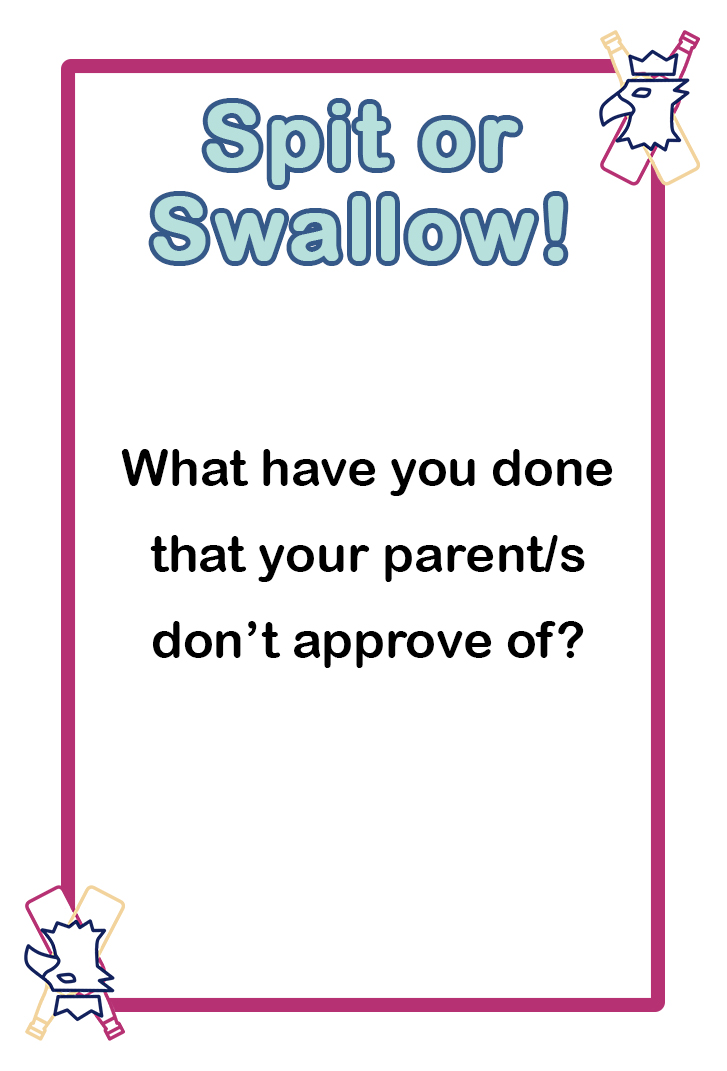 Spit or
Swallow!
What have you done
that your parent/s
don’t approve of?